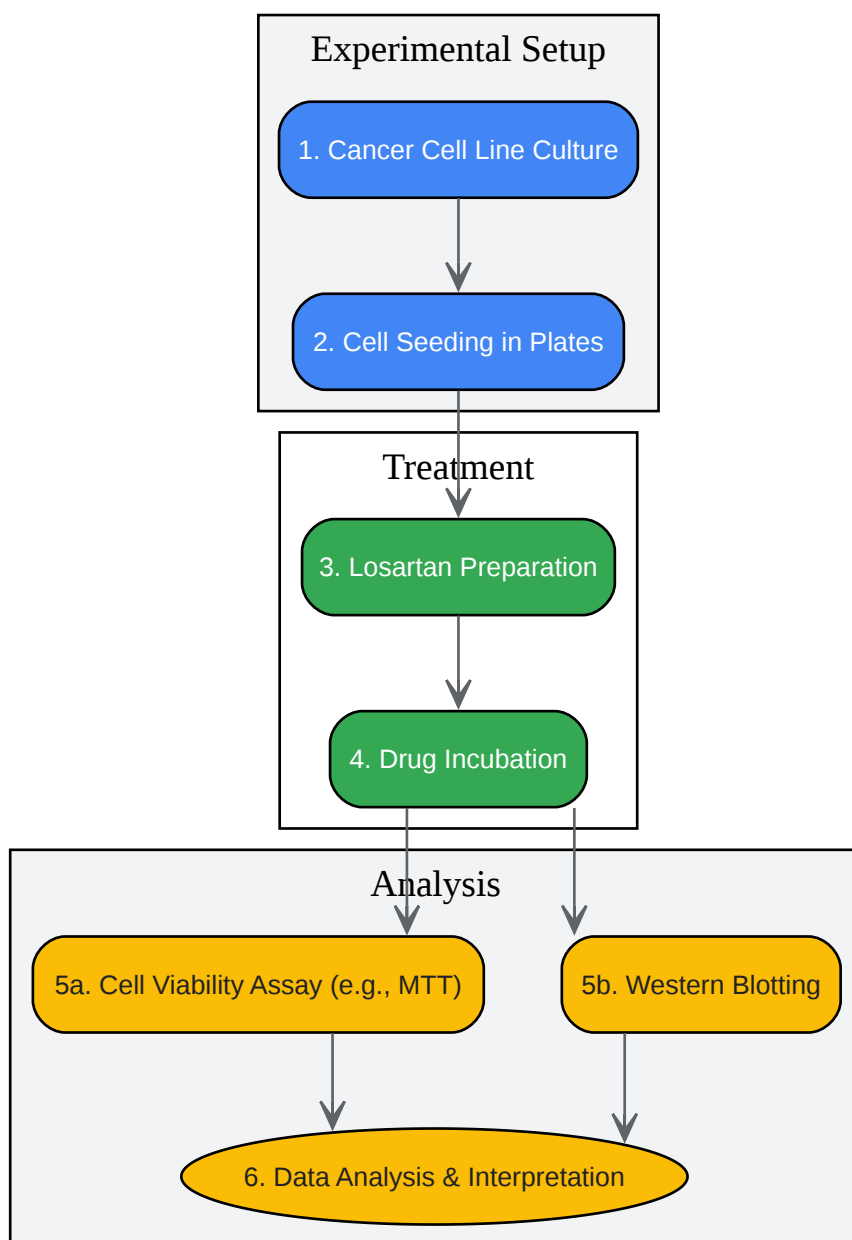 Experimental Setup
1. Cancer Cell Line Culture
2. Cell Seeding in Plates
Treatment
3. Losartan Preparation
4. Drug Incubation
Analysis
5a. Cell Viability Assay (e.g., MTT)
5b. Western Blotting
6. Data Analysis & Interpretation